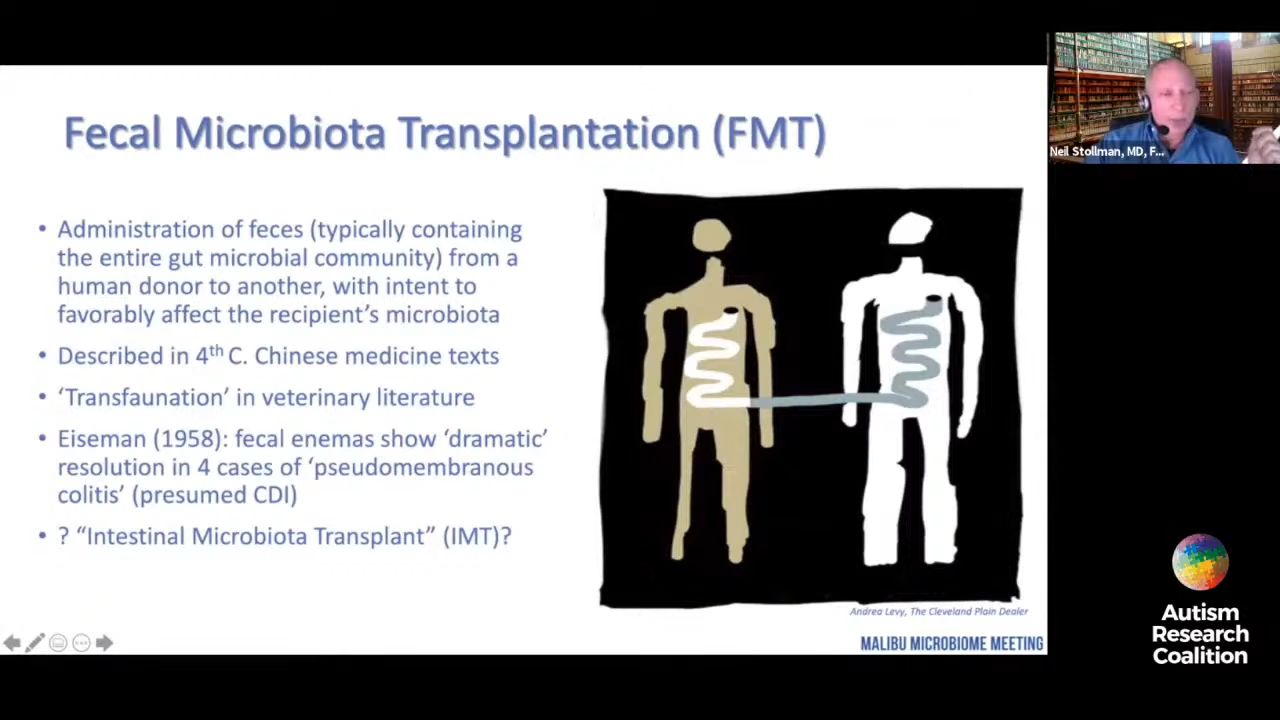 Fecal Microbiota Transplantation (FMT)
• Administration of feces (typically containing
the entire gut microbial community) from a
human donor to another, with intent to
favorably affect the recipient’s microbiota
• Described in 4th C. Chinese medicine texts
• ‘Transfaunation’ in veterinary literature
• Eiseman (1958): fecal enemas show ‘dramatic’
resolution in 4 cases of ‘pseudomembranous
colitis’ (presumed CDI)
• ? “Intestinal Microbiota Transplant” (IMT)?
Andrea Levy, The Cleveland Plain Dealer
MALIBU MICROBIOME MEETING
Neil Stollman, MD, F...
Autism
Research
Coalition